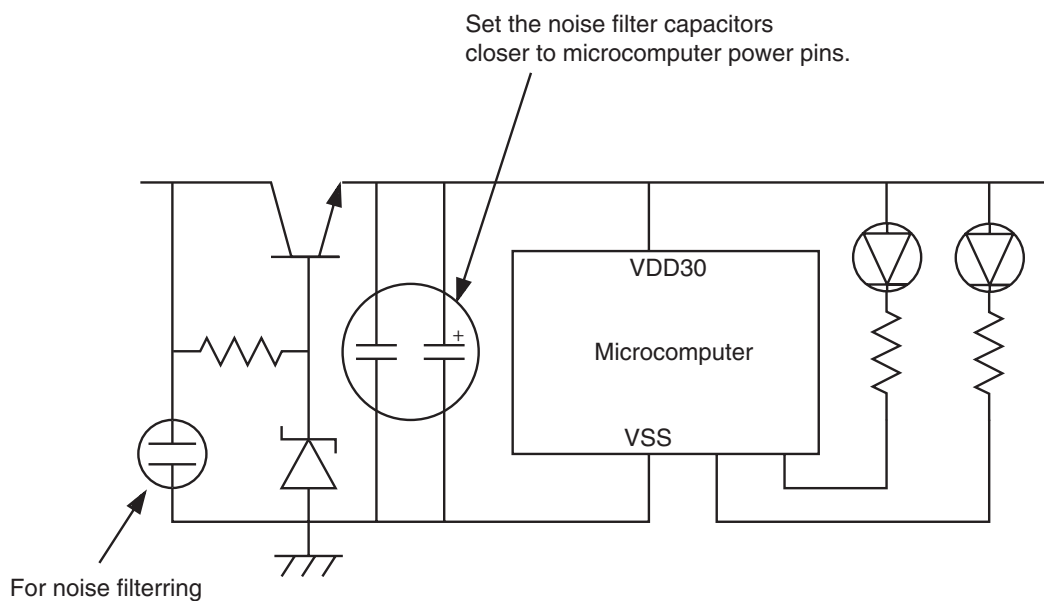 Set the noise filter capacitors
closer to microcomputer power pins.
VDD30
+
Microcomputer
VSS
For noise filterring